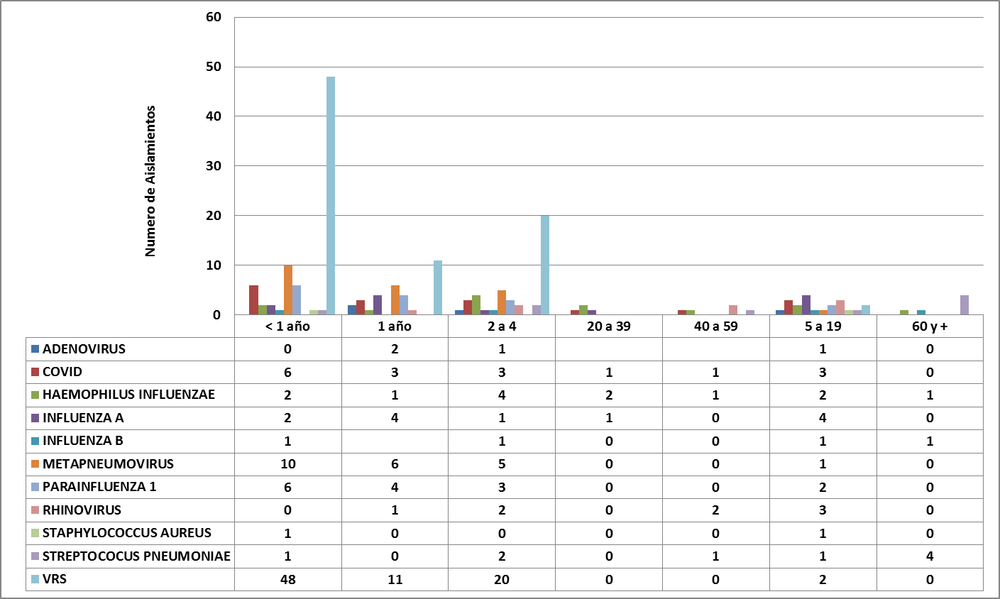 Numero de Aislamientos
60
50
40
30
20
10
0
< 1 año 1 año 2 a 4 20 a 39 40 a 59 5 a 19 60 y +
ADENOVIRUS 0 2 1 1 0
COVID 6 3 3 1 1 3 0
HAEMOPHILUS INFLUENZAE 2 1 4 2 1 2 1
INFLUENZA A 2 4 1 1 0 4 0
INFLUENZA B 1 1 0 0 1 1
METAPNEUMOVIRUS 10 6 5 0 0 1 0
PARAINFLUENZA 1 6 4 3 0 0 2 0
RHINOVIRUS 0 1 2 0 2 3 0
STAPHYLOCOCCUS AUREUS 1 0 0 0 0 1 0
STREPTOCOCUS PNEUMONIAE 1 0 2 0 1 1 4
VRS 48 11 20 0 0 2 0